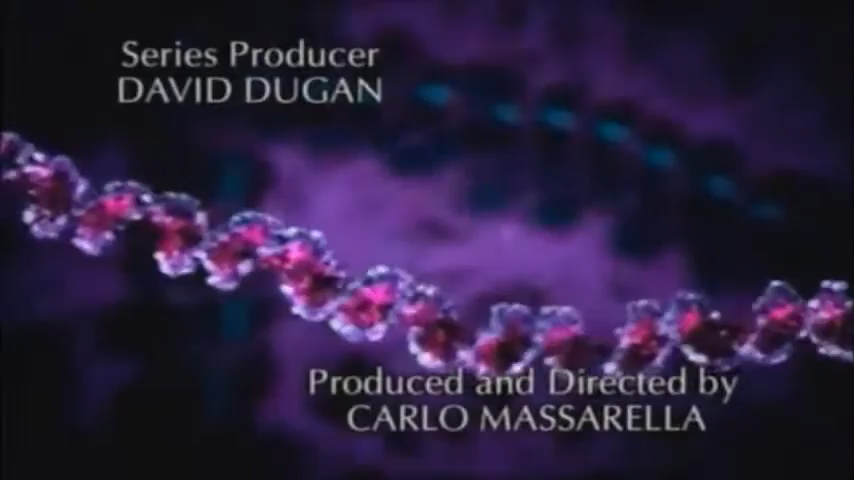 Series Producer
DAVID DUGAN
Produced and Directed by
CARLO MASSARELLA